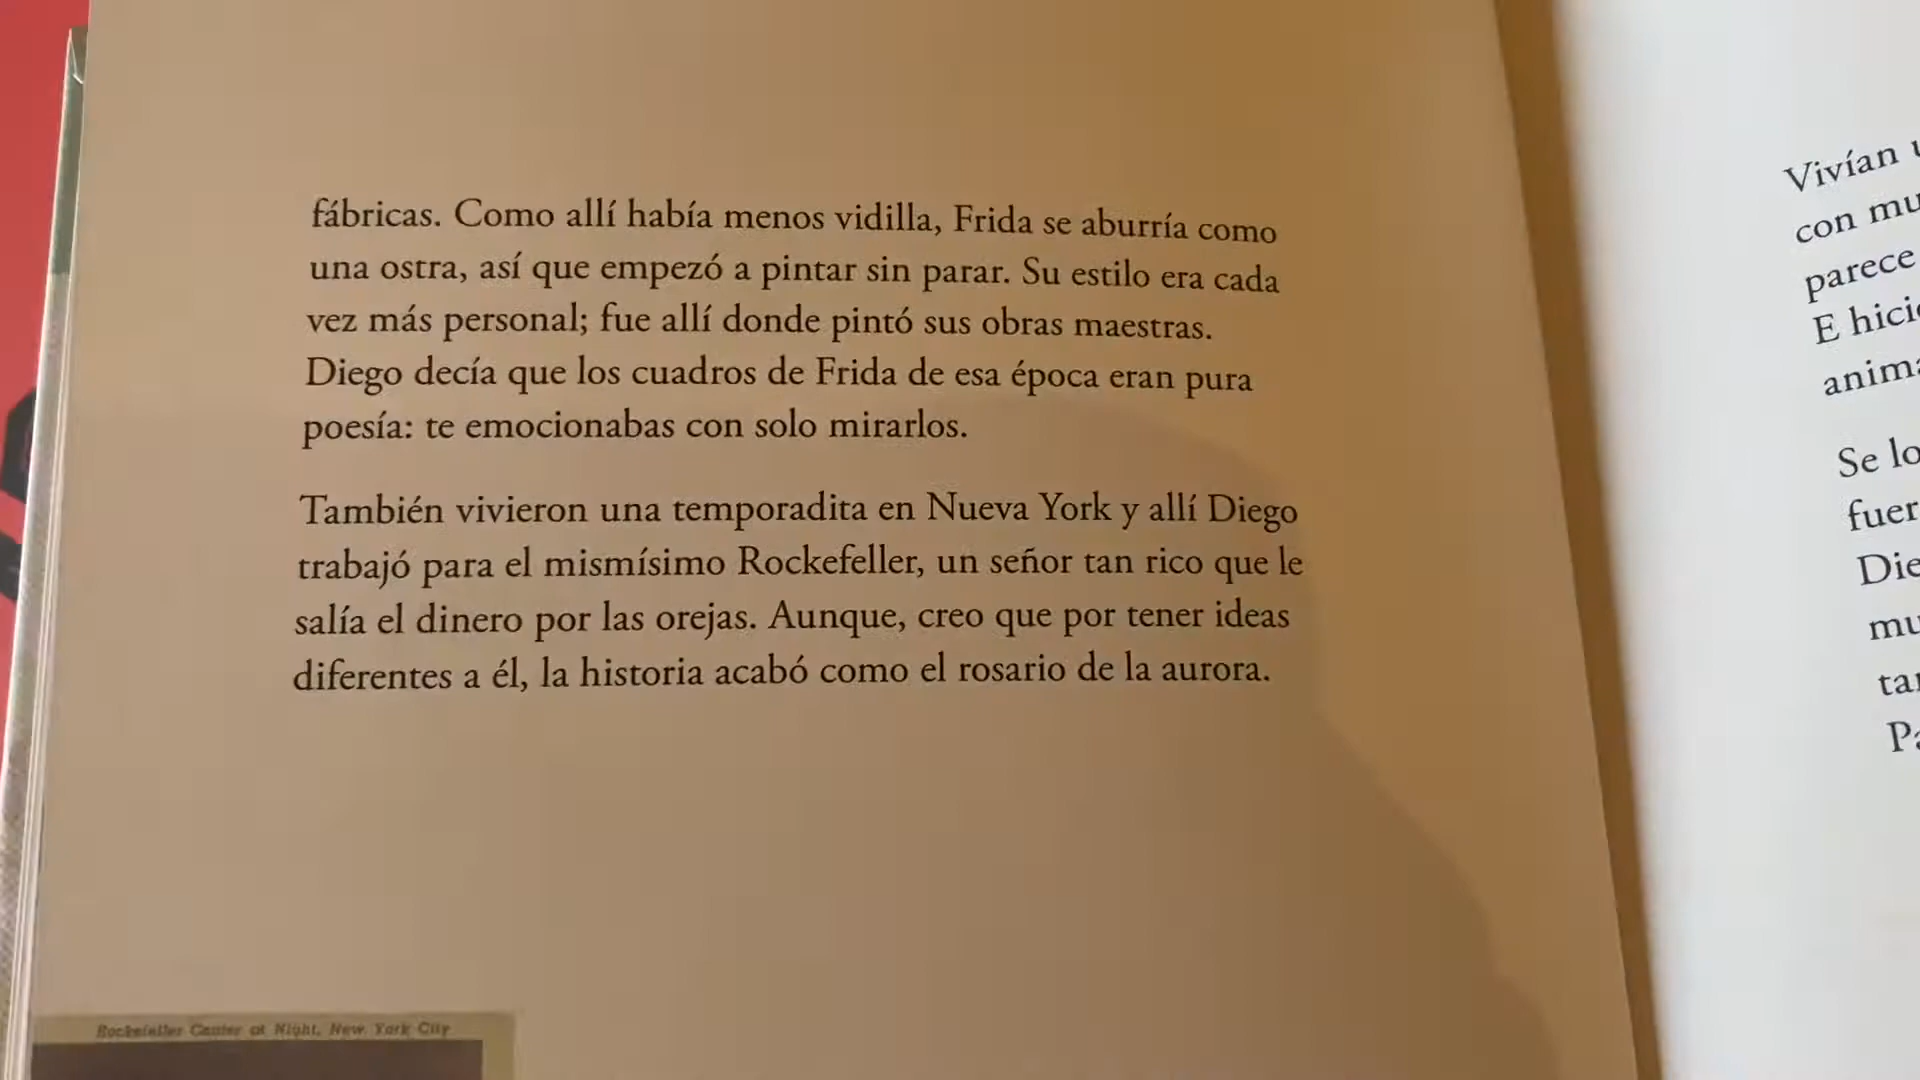 fábricas. Como allí había menos vidilla, Frida se aburría como
una ostra, así que empezó a pintar sin parar. Su estilo era cada
vez más personal; fue allí donde pintó sus obras maestras.
Diego decía que los cuadros de Frida de esa época eran pura
poesía: te emocionabas con solo mirarlos.
También vivieron una temporadita en Nueva York y allí Diego
trabajó para el mismísimo Rockefeller, un señor tan rico que le
salía el dinero por las orejas. Aunque, creo que por tener ideas
diferentes a él, la historia acabó como el rosario de la aurora.
Rockefeller Center at Night, New York City
Vivían
con
parece
E
Se